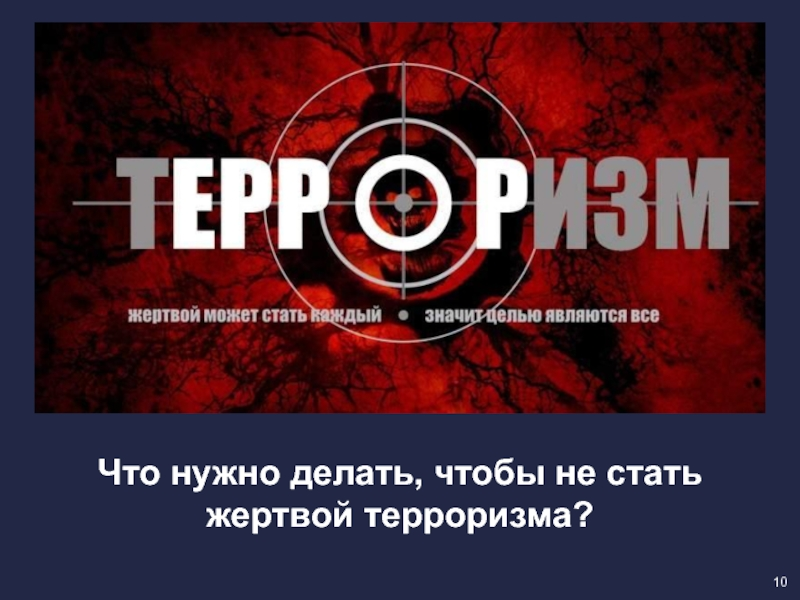 ТЕРРОРИЗМ
жертвой может стать каждый • значит целью являются все
Что нужно делать, чтобы не стать
жертвой терроризма?
10